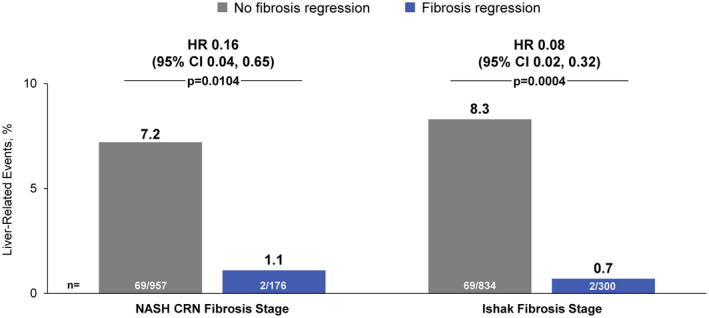 No fibrosis regression
Fibrosis regression
HR 0.16
(95% CI 0.04, 0.65)
p=0.0104
HR 0.08
(95% CI 0.02, 0.32)
p=0.0004
Liver-Related Events, %
10
5
0
7.2
1.1
8.3
0.7
n=
69/957
2/176
69/834
2/300
NASH CRN Fibrosis Stage
Ishak Fibrosis Stage